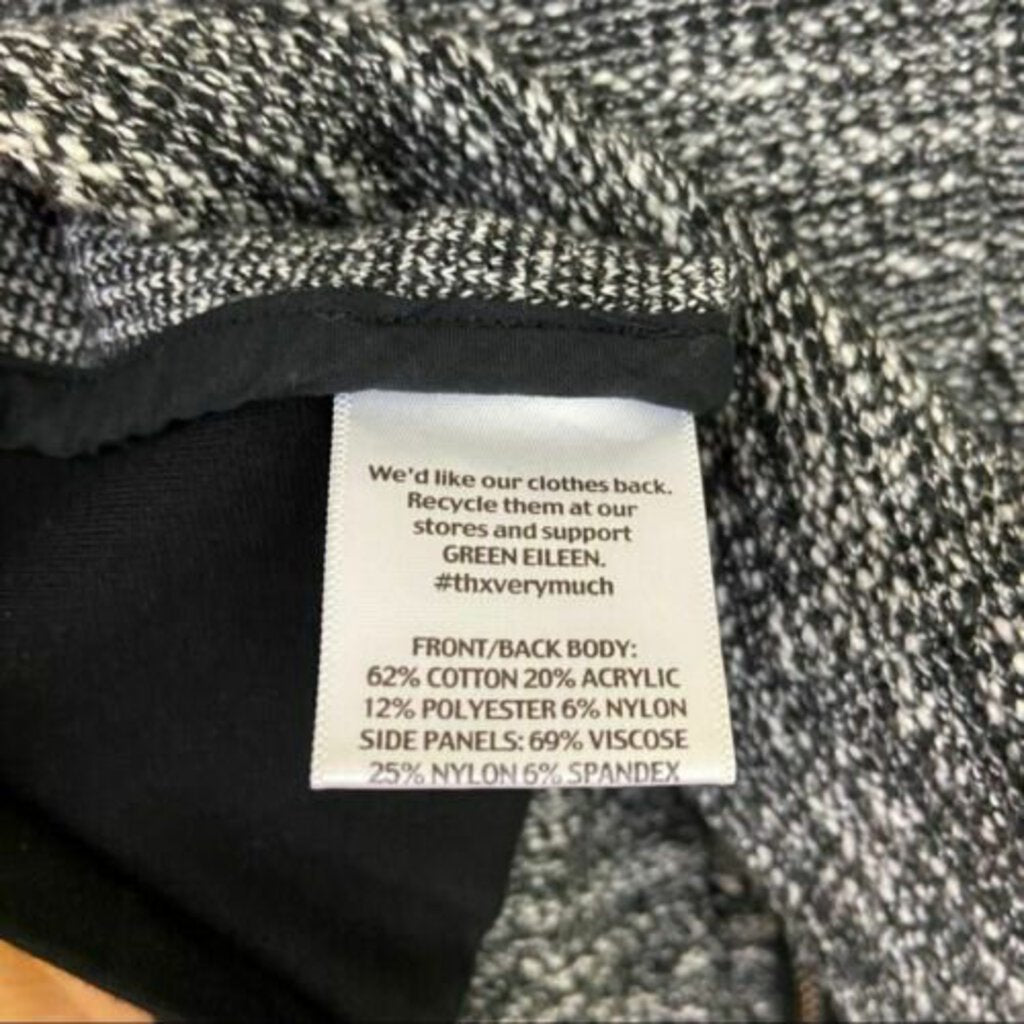 We'd like our clothes back.
Recycle them at our
stores and support
GREEN EILEEN.
#thxverymuch
FRONT/BACK BODY:
62% COTTON 20% ACRYLIC
12% POLYESTER 6% NYLON
SIDE PANELS: 69% VISCOSE
25% NYLON 6% SPANDEX